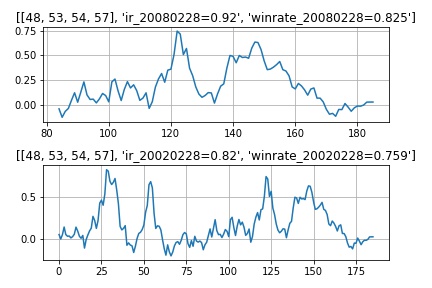 [[48, 53, 54, 57], 'ir_20080228=0.92', 'winrate_20080228=0.825']
0.75
0.50
0.25
0.00
80 100 120 140 160 180
[[48, 53, 54, 57], 'ir_20020228=0.82', 'winrate_20020228=0.759']
0.5
0.0
0 25 50 75 100 125 150 175